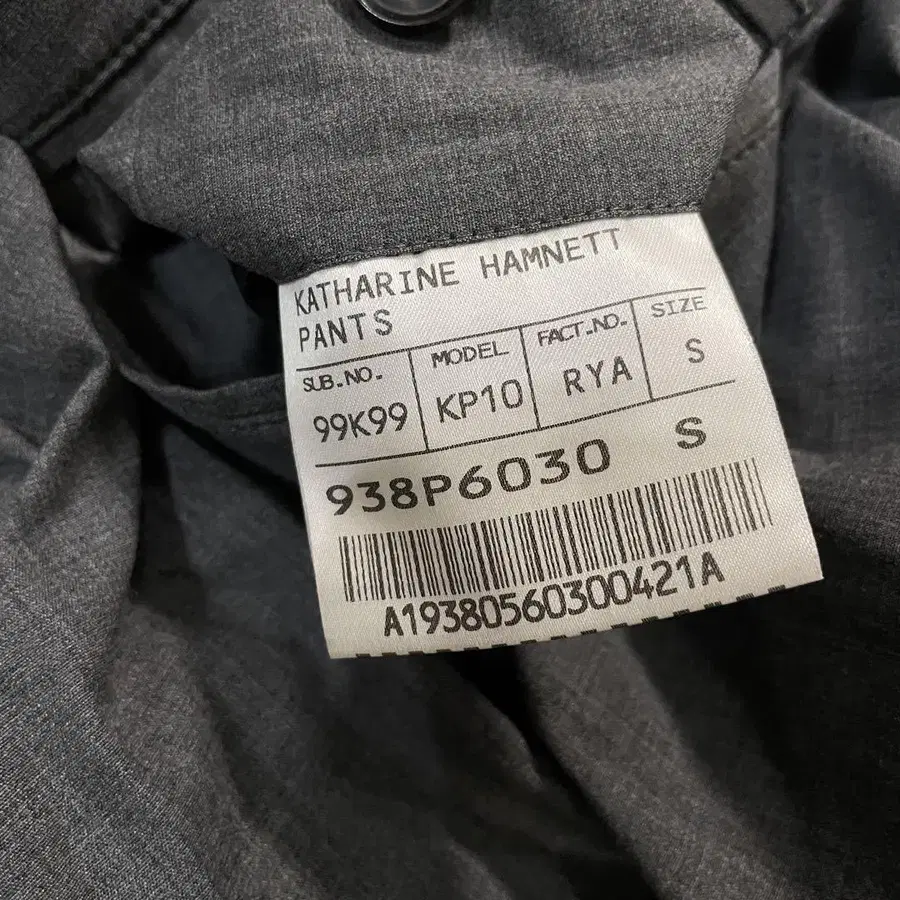 KATHARINE HAMNETT
PANTS
SUB.NO. MODEL FACT.NO. SIZE
99K99 KP10 RYA S
938P6030 S
A19380560300421A